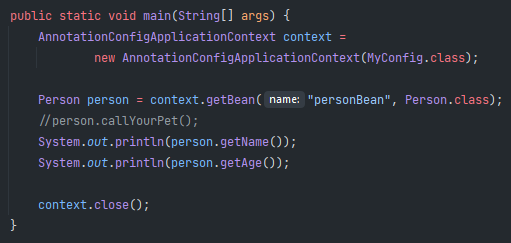 public static void main(String[] args) {
AnnotationConfigApplicationContext context =
new AnnotationConfigApplicationContext(MyConfig.class);
Person person = context.getBean( name: "personBean", Person.class);
//person.callYourPet();
System.out.println(person.getName());
System.out.println(person.getAge());
context.close();
}